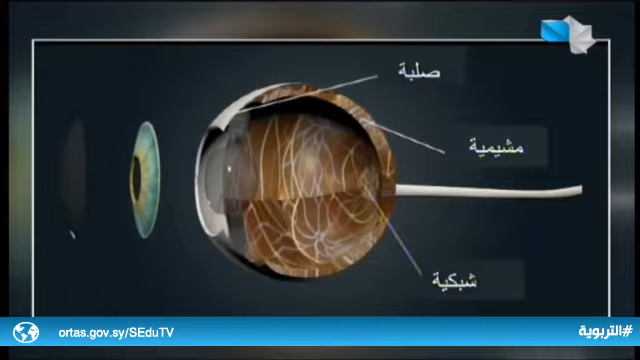 صلبة
مشيمية
شبكية
ortas.gov.sy/SEduTV
#التربوية